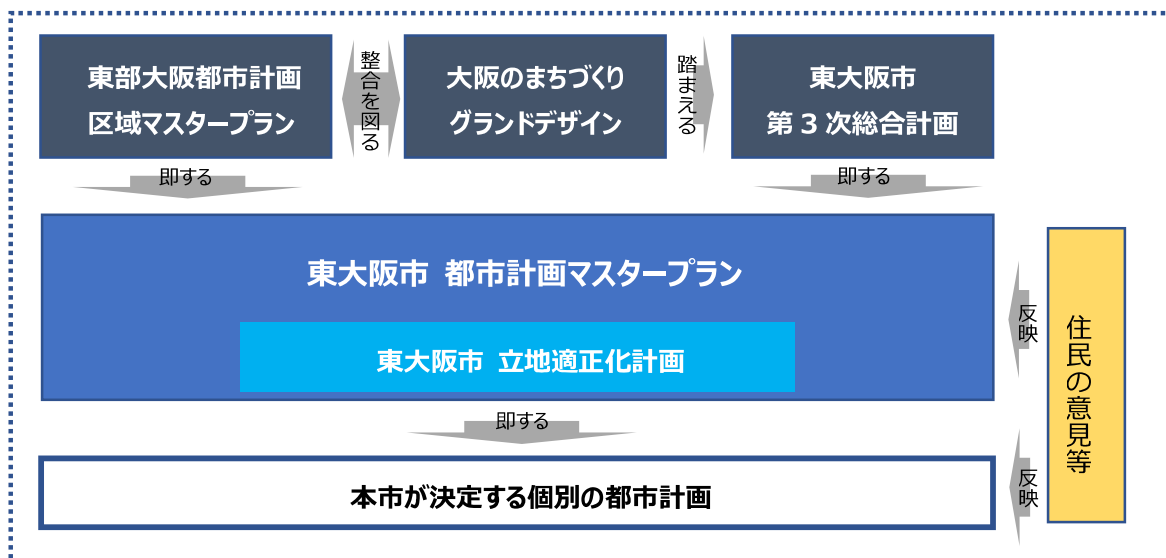 東部大阪都市計画
区域マスタープラン
整合を図る
大阪のまちづくり
グランドデザイン
踏まえる
東大阪市
第3次総合計画
即する
即する
東大阪市 都市計画マスタープラン
東大阪市 立地適正化計画
反映
住民の意見等
即する
本市が決定する個別の都市計画
反映